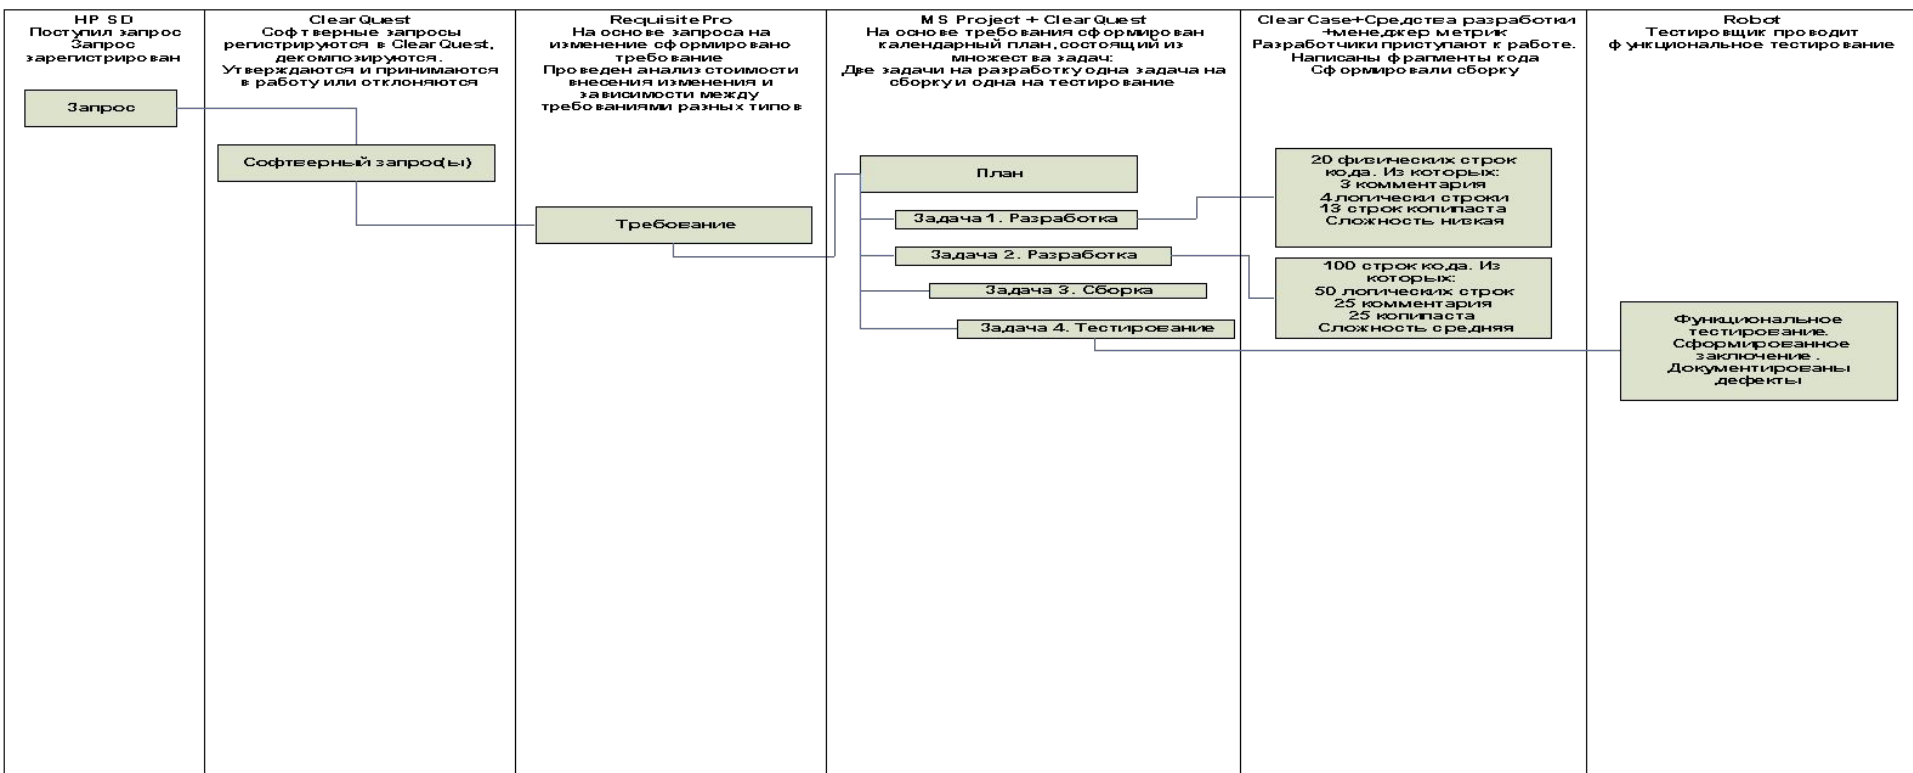 HP SD
Поступил запрос
Запрос
зарегистрирован
ClearQuest
Софтверные запросы
регистрируются в ClearQuest,
декомпозируются.
Утверждаются и принимаются
в работу или отклоняются
RequisitePro
На основе запроса на
изменение сформировано
требование
Проведен анализ стоимости
внесения изменения и
зависимости между
требованиями разных типов
MS Project + ClearQuest
На основе требования сформирован
календарный план, состоящий из
множества задач:
Две задачи на разработку одна задача на
сборку и одна на тестирование
ClearCase+Средства разработки
+менеджер метрик
Разработчики приступают к работе.
Написаны фрагменты кода
Сформировали сборку
Robot
Тестировщик проводит
функциональное тестирование
Запрос
Софтверный запрос(ы)
Требование
План
Задача 1. Разработка
Задача 2. Разработка
Задача 3. Сборка
Задача 4. Тестирование
20 физических строк
кода. Из которых:
3 комментария
4 логически строки
13 строк копипаста
Сложность низкая
100 строк кода. Из
которых:
50 логических строк
25 комментария
25 копипаста
Сложность средняя
Функциональное
тестирование.
Сформированное
заключение .
Документированы
дефекты